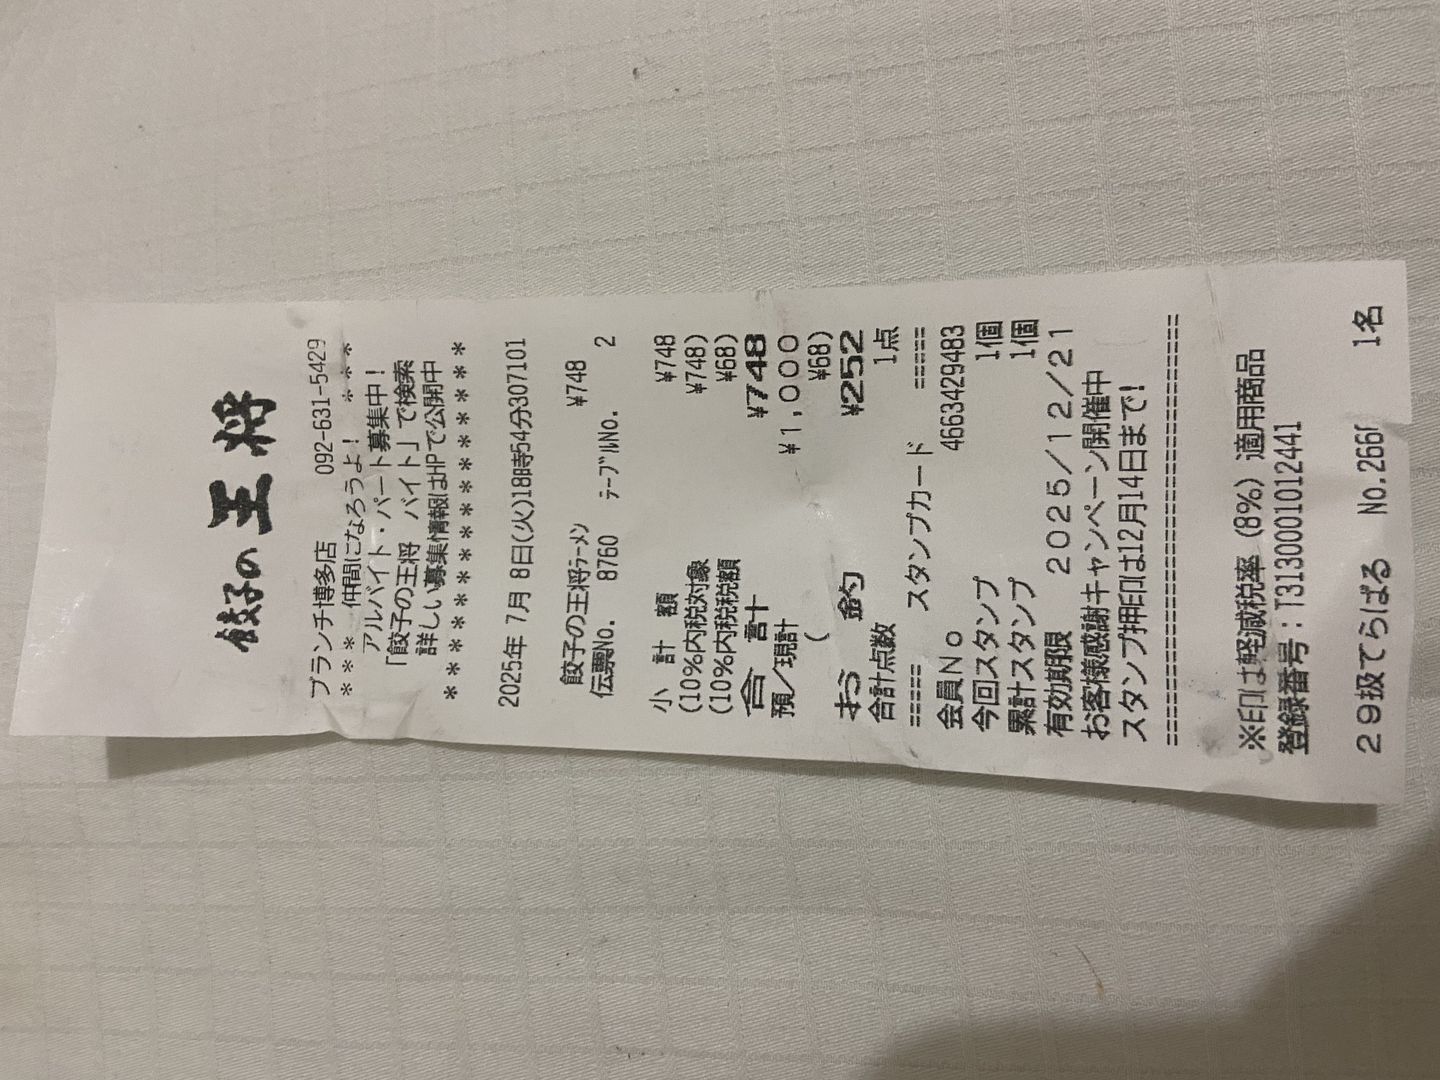 餃子の王将
ブランチ博多店 092-631-5429
*** 仲間になろうよ! ****
アルバイト・パート募集中!
「餃子の王将 バイト」で検索
詳しい募集情報はHPで公開中
* * * * * * * * * * * * * * * *
2025年 7月 8日(火)18時54分307101
餃子の王将ラーメン ¥748
伝票No. 8760 テーブルNo. 2
小 計 額 ¥748
(10%内税対象 ¥748)
(10%内税税額 ¥68)
合 計 ¥748
預/現計 ¥1,000
( ¥68)
お 釣 ¥252
合計点数 1点
===== スタンプカード =====
会員No 4663429483
今回スタンプ 1個
累計スタンプ 1個
有効期限 2025/12/21
お客様感謝キャンペーン開催中
スタンプ押印は12月14日まで!
================================
※印は軽減税率(8%)適用商品
登録番号:T3130001012441
29扱てらばる No.266 1名